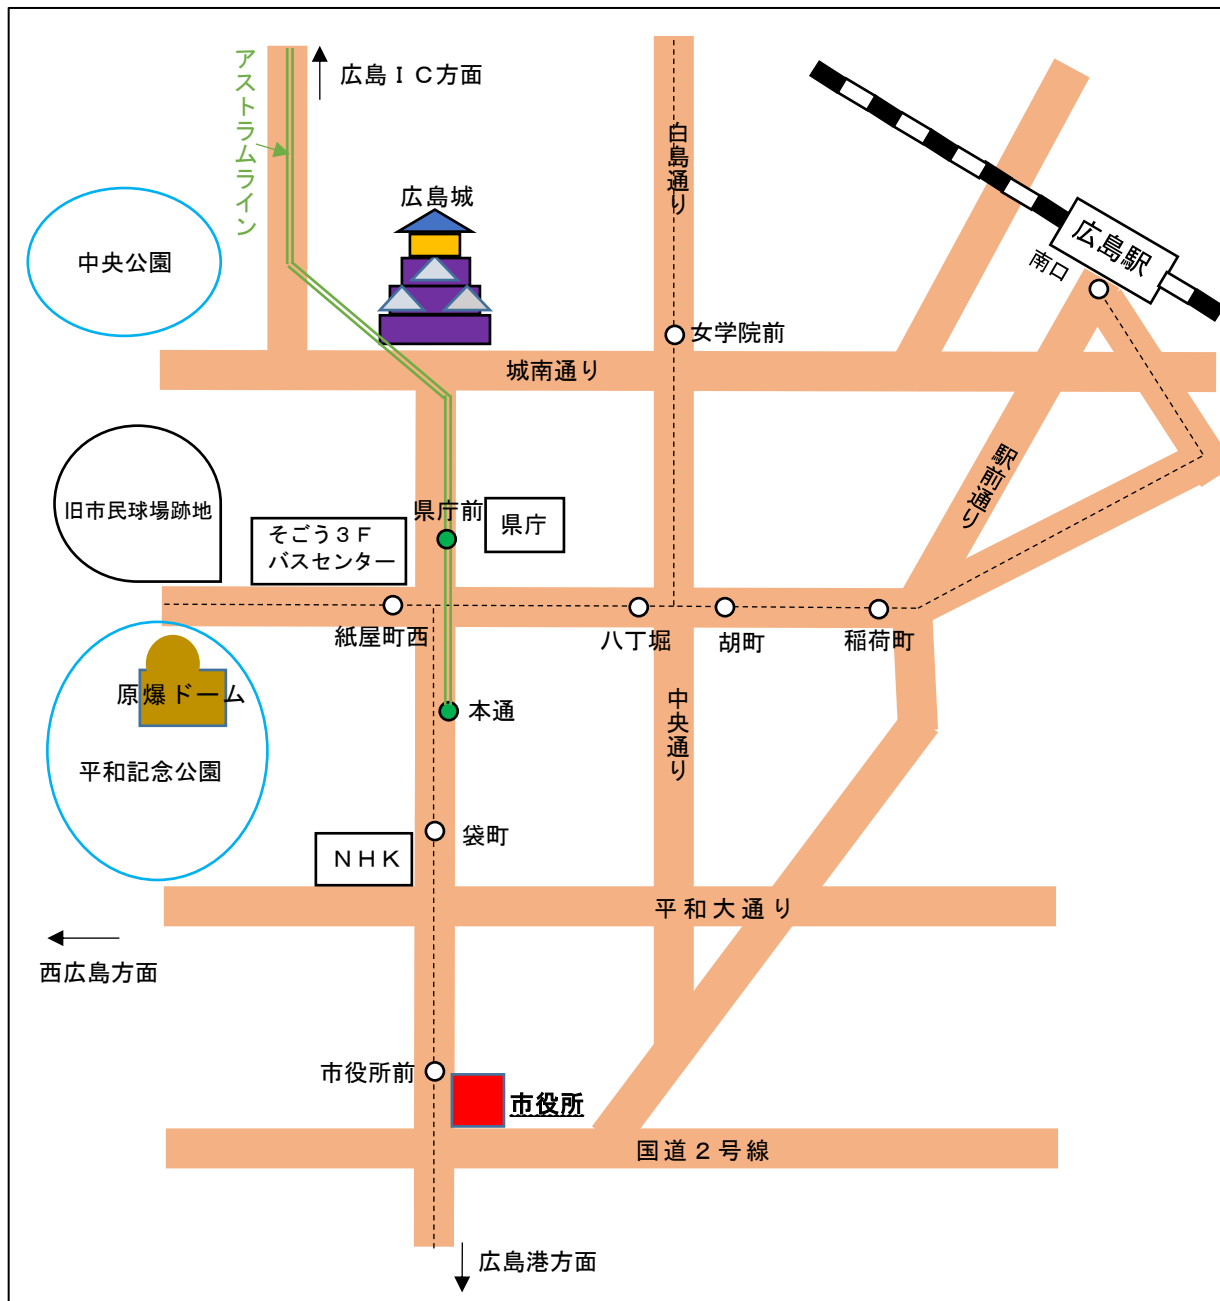 アストラムライン
広島ＩＣ方面
白島通り
広島城
中央公園
広島駅
南口
女学院前
城南通り
駅前通り
旧市民球場跡地
県庁前
県庁
そごう３Ｆ
バスセンター
紙屋町西
八丁堀
胡町
稲荷町
原爆ドーム
本通
中央通り
平和記念公園
袋町
ＮＨＫ
平和大通り
西広島方面
市役所前
市役所
国道２号線
広島港方面